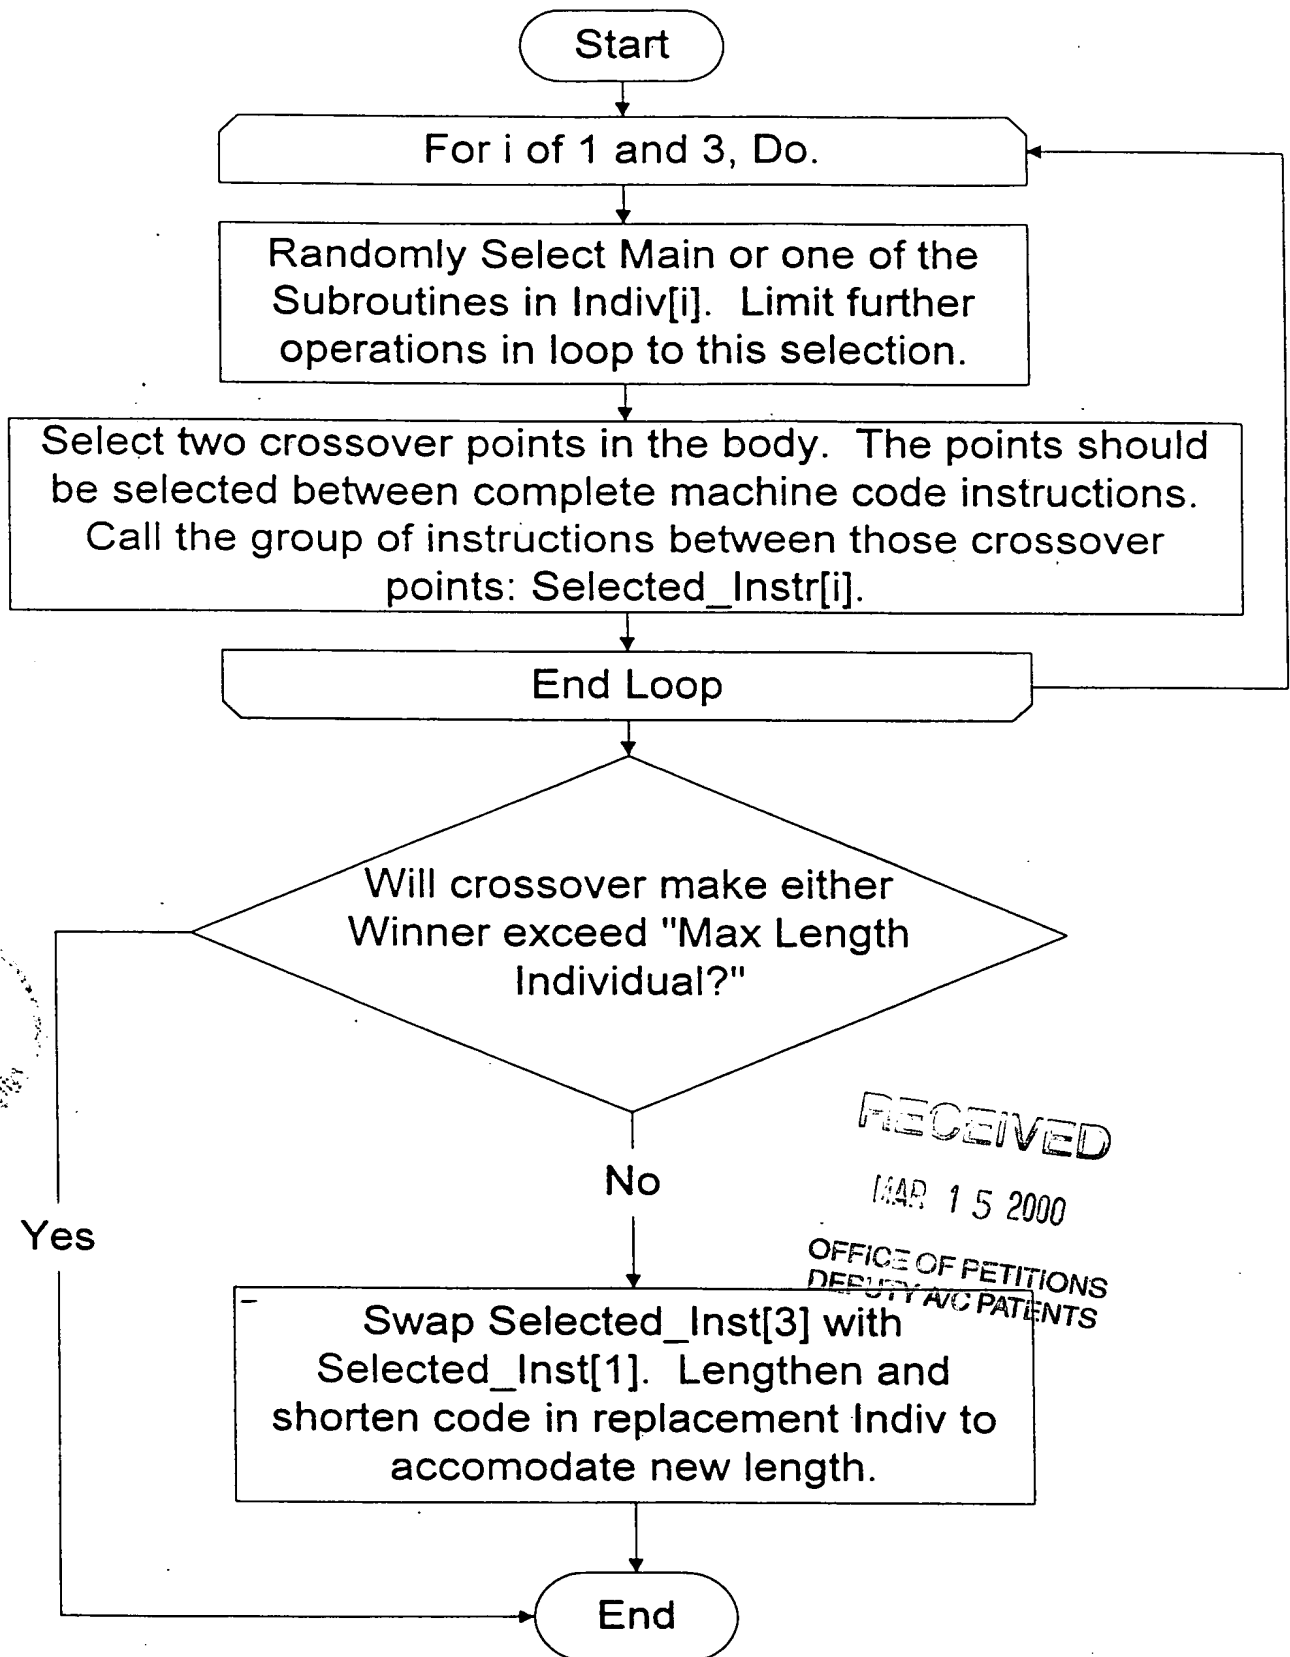 Start
For i of 1 and 3, Do.
Randomly Select Main or one of the
Subroutines in Indiv[i]. Limit further
operations in loop to this selection.
Select two crossover points in the body. The points should
be selected between complete machine code instructions.
Call the group of instructions between those crossover
points: Selected_Instr[i].
End Loop
Will crossover make either
Winner exceed "Max Length
Individual?"
RECEIVED
MAR 15 2000
OFFICE OF PETITIONS
DEPUTY A/C PATENTS
No
Yes
Swap Selected_Inst[3] with
Selected_Inst[1]. Lengthen and
shorten code in replacement Indiv to
accomodate new length.
End